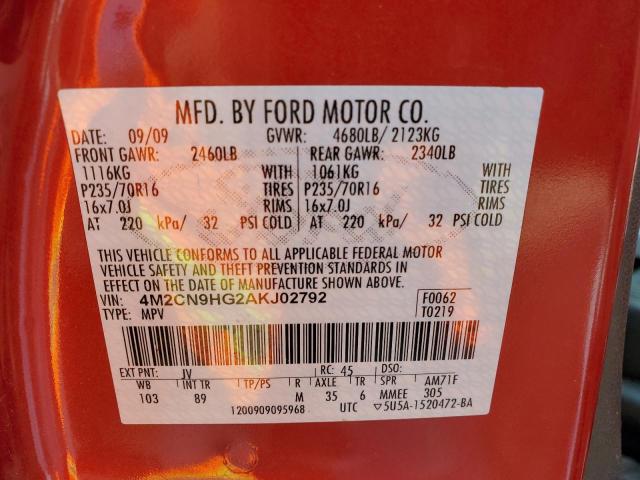 MFD. BY FORD MOTOR CO.
DATE: 09/09 GVWR: 4680LB/ 2123KG
FRONT GAWR: 2460LB REAR GAWR: 2340LB
1116KG WITH 1061KG WITH
P235/70R16 TIRES P235/70R16 TIRES
16x7.0J RIMS 16x7.0J RIMS
AT 220 kPa/ 32 PSI COLD AT 220 kPa/ 32 PSI COLD
THIS VEHICLE CONFORMS TO ALL APPLICABLE FEDERAL MOTOR
VEHICLE SAFETY AND THEFT PREVENTION STANDARDS IN
EFFECT ON THE DATE OF MANUFACTURE SHOWN ABOVE.
VIN: 4M2CN9HG2AKJ02792 F0062
TYPE: MPV T0219
EXT PNT: JV RC: 45 DSO:
WB INT TR TP/PS R AXLE TR SPR AM71F
103 89 M 35 6 MMEE 305
1200909095968 UTC ▽5U5A-1520472-BA